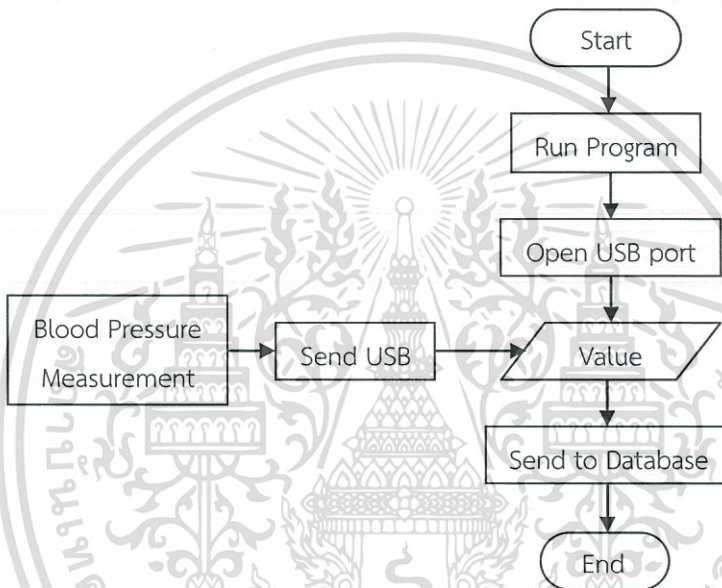 Start
Run Program
Open USB port
Blood Pressure
Measurement
Send USB
Value
Send to Database
End